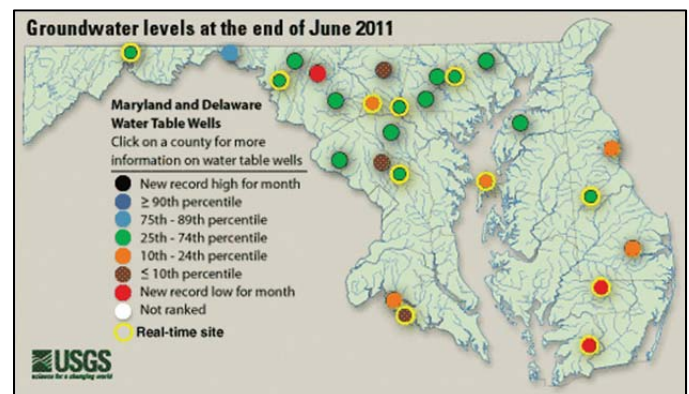 Groundwater levels at the end of June 2011
Maryland and Delaware
Water Table Wells
Click on a county for more
information on water table wells
New record high for month
≥ 90th percentile
75th - 89th percentile
25th - 74th percentile
10th - 24th percentile
≤ 10th percentile
New record low for month
Not ranked
Real-time site
USGS
science for a changing world